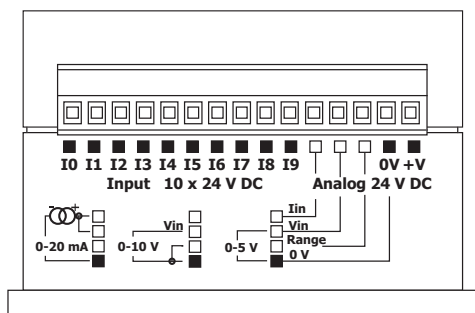 I0 I1 I2 I3 I4 I5 I6 I7 I8 I9 0V +V
Input 10 x 24 V DC Analog 24 V DC
- +
Iin
Vin Vin
0-20 mA 0-10 V 0-5 V Range
0 V